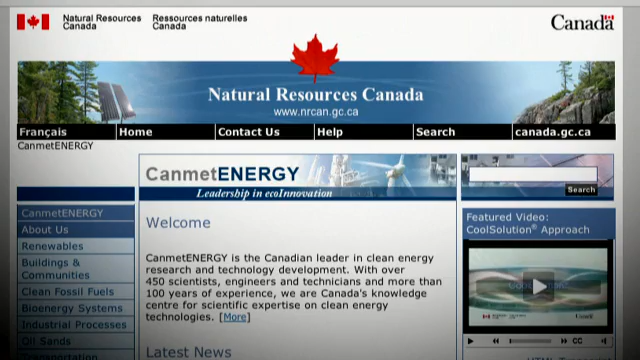 Natural Resources Ressources naturelles
Canada Canada
Canada
Natural Resources Canada
www.nrcan.gc.ca
Français Home Contact Us Help Search canada.gc.ca
CanmetENERGY
CanmetENERGY
Leadership in ecoInnovation
Search
CanmetENERGY
About Us
Renewables
Buildings &
Communities
Clean Fossil Fuels
Bioenergy Systems
Industrial Processes
Oil Sands
Transportation
Welcome
CanmetENERGY is the Canadian leader in clean energy
research and technology development. With over
450 scientists, engineers and technicians and more than
100 years of experience, we are Canada's knowledge
centre for scientific expertise on clean energy
technologies. [More]
Latest News
Featured Video:
CoolSolution® Approach
CC